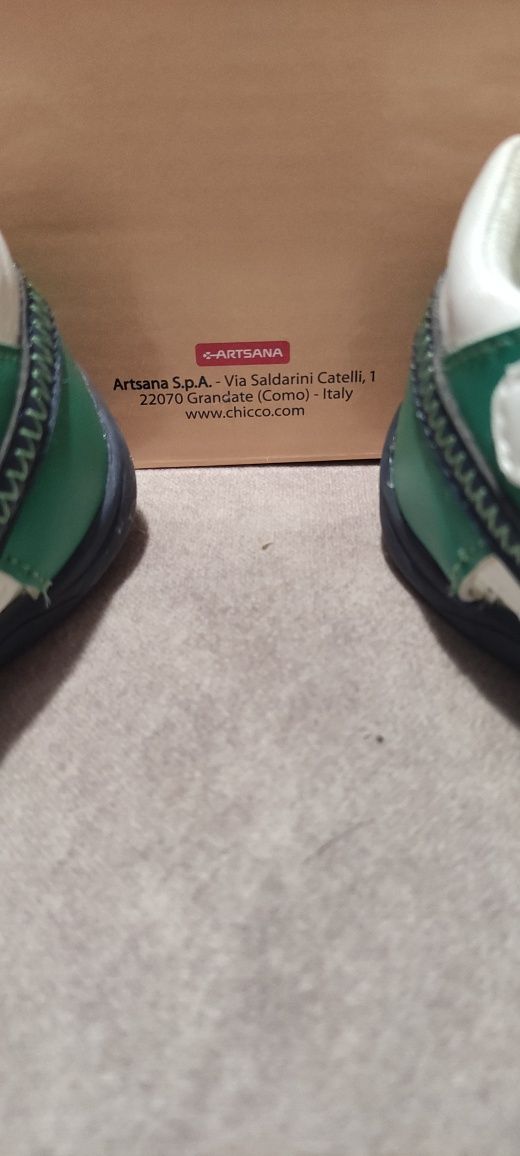 ARTSANA
Artsana S.p.A. - Via Saldarini Catelli, 1
22070 Grandate (Como) - Italy
www.chicco.com